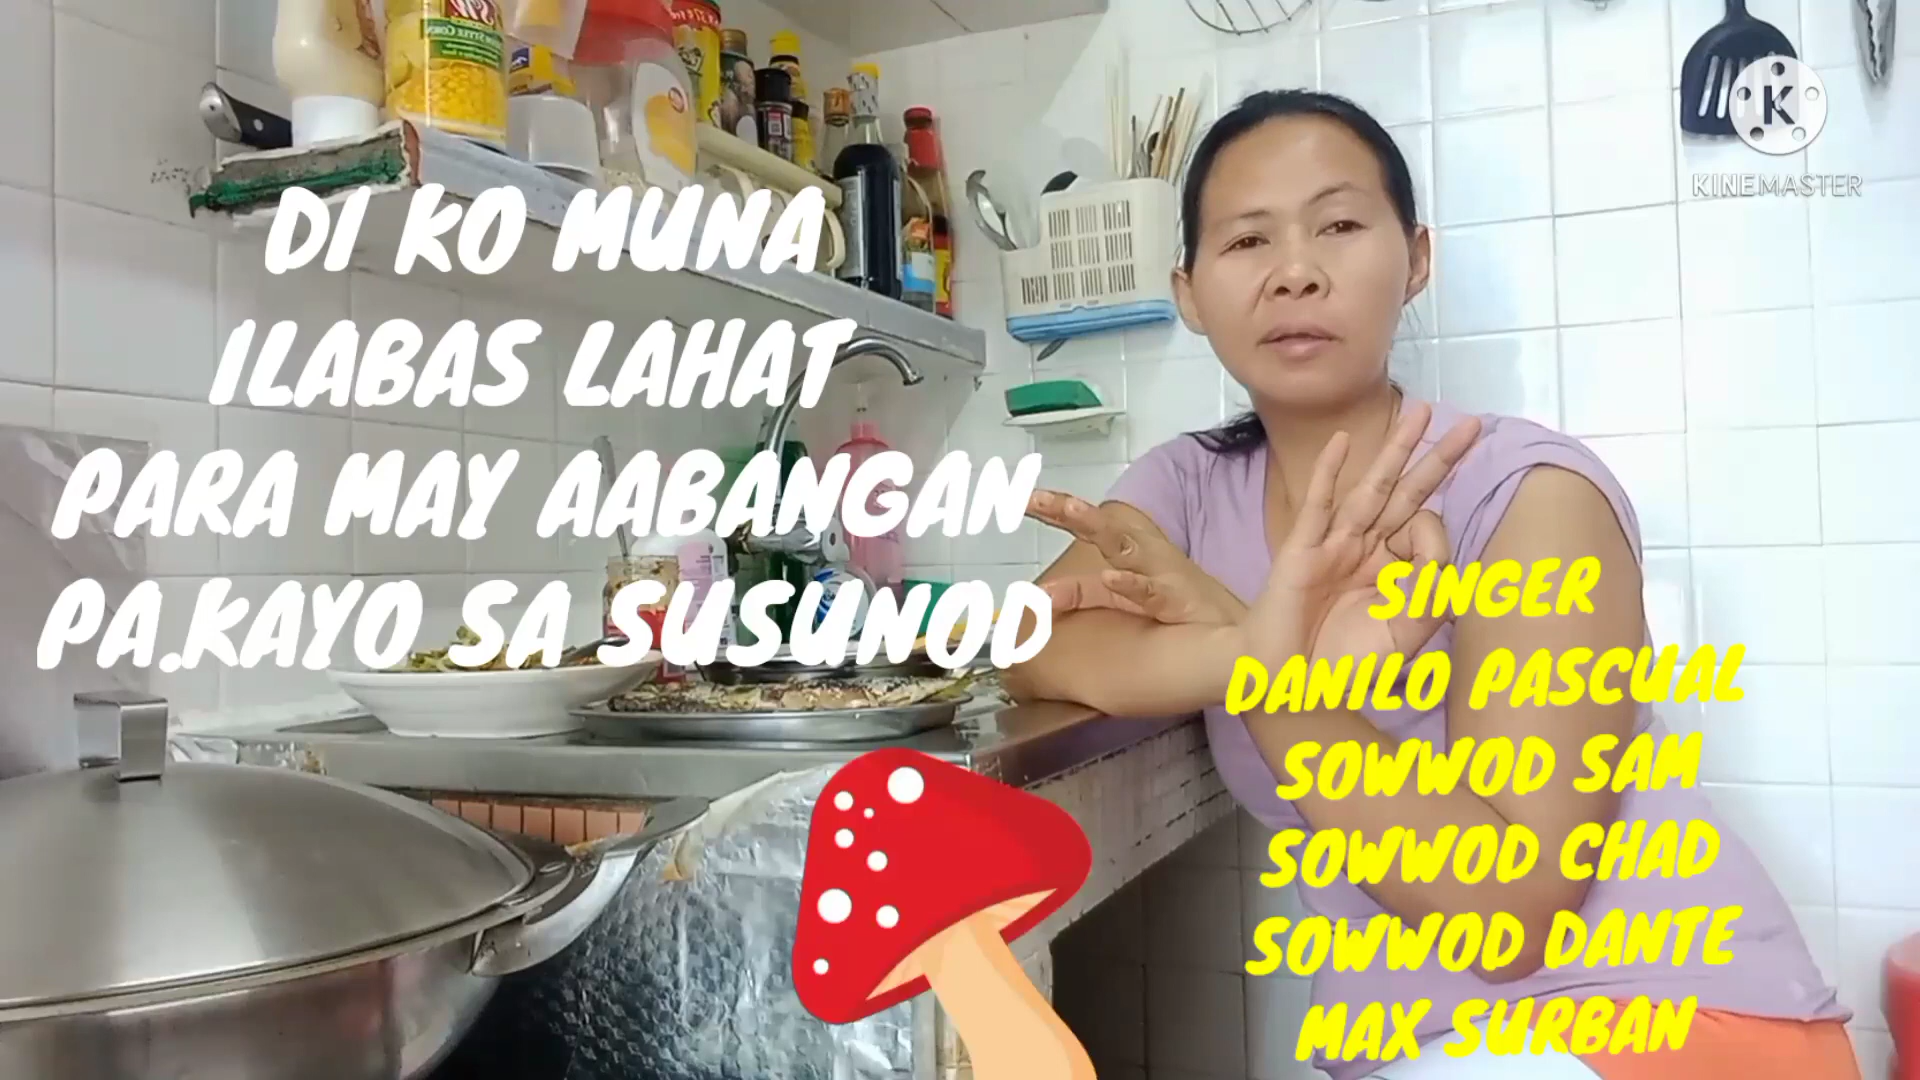 DI KO MUNA
ILABAS LAHAT
PARA MAY AABANGAN
PA.KAYO SA SUSUNOD
SINGER
DANILO PASCUAL
SOWWOD SAM
SOWWOD CHAD
SOWWOD DANTE
MAX SURBAN
K
KINEMASTER